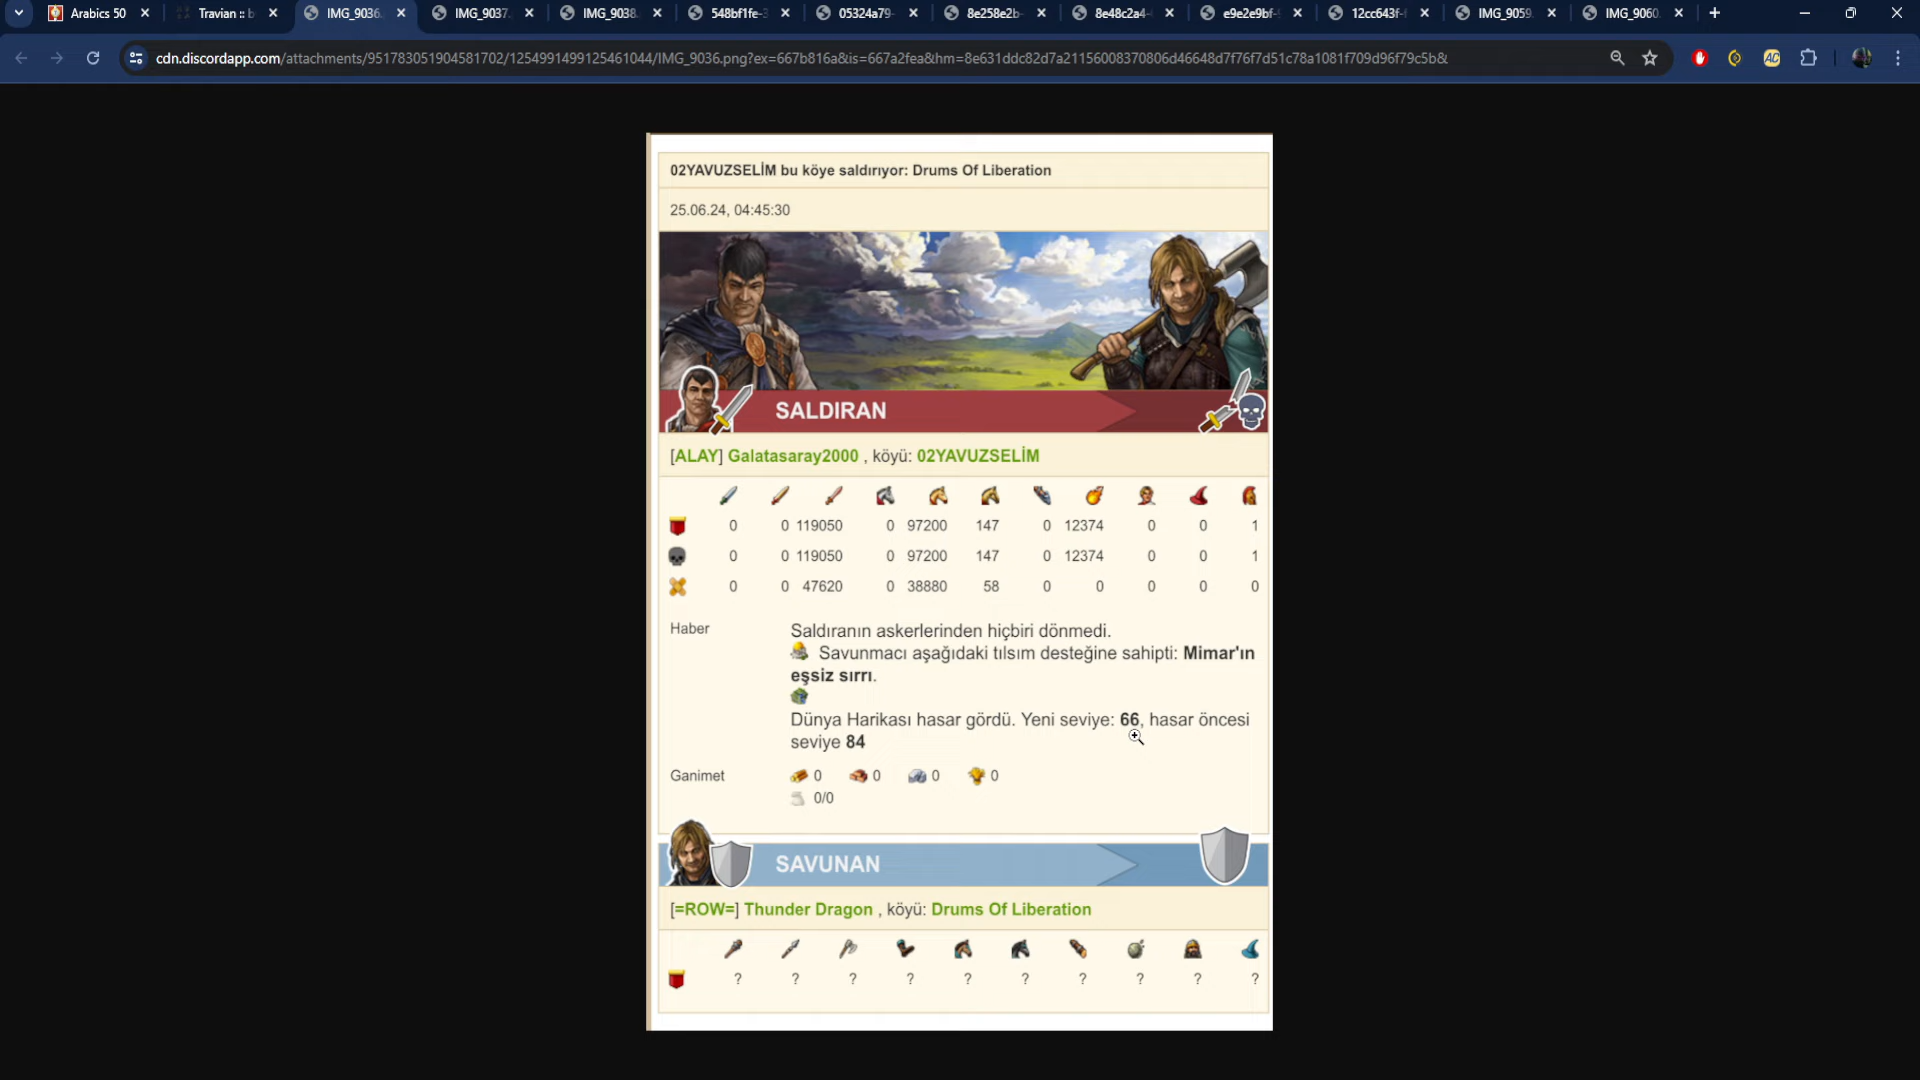 Arabics 50
Travian :: b
IMG_9036.
IMG_9037.
IMG_9038.
548bf1fe-3
05324a79-
8e258e2b-
8e48c2a4-
e9e2e9bf-
12cc643f-f
IMG_9059.
IMG_9060.
cdn.discordapp.com/attachments/951783051904581702/1254991499125461044/IMG_9036.png?ex=667b816a&is=667a2fea&hm=8e631ddc82d7a21156008370806d46648d7f76f7d51c78a1081f709d96f79c5b&
AC
02YAVUZSELİM bu köye saldırıyor: Drums Of Liberation
25.06.24, 04:45:30
SALDIRAN
[ALAY] Galatasaray2000 , köyü: 02YAVUZSELİM
0 0 119050 0 97200 147 0 12374 0 0 1
0 0 119050 0 97200 147 0 12374 0 0 1
0 0 47620 0 38880 58 0 0 0 0 0
Haber
Saldıranın askerlerinden hiçbiri dönmedi.
Savunmacı aşağıdaki tılsım desteğine sahipti: Mimar'ın
eşsiz sırrı.
Dünya Harikası hasar gördü. Yeni seviye: 66, hasar öncesi
seviye 84
Ganimet 0 0 0 0
0/0
SAVUNAN
[=ROW=] Thunder Dragon , köyü: Drums Of Liberation
? ? ? ? ? ? ? ? ? ?